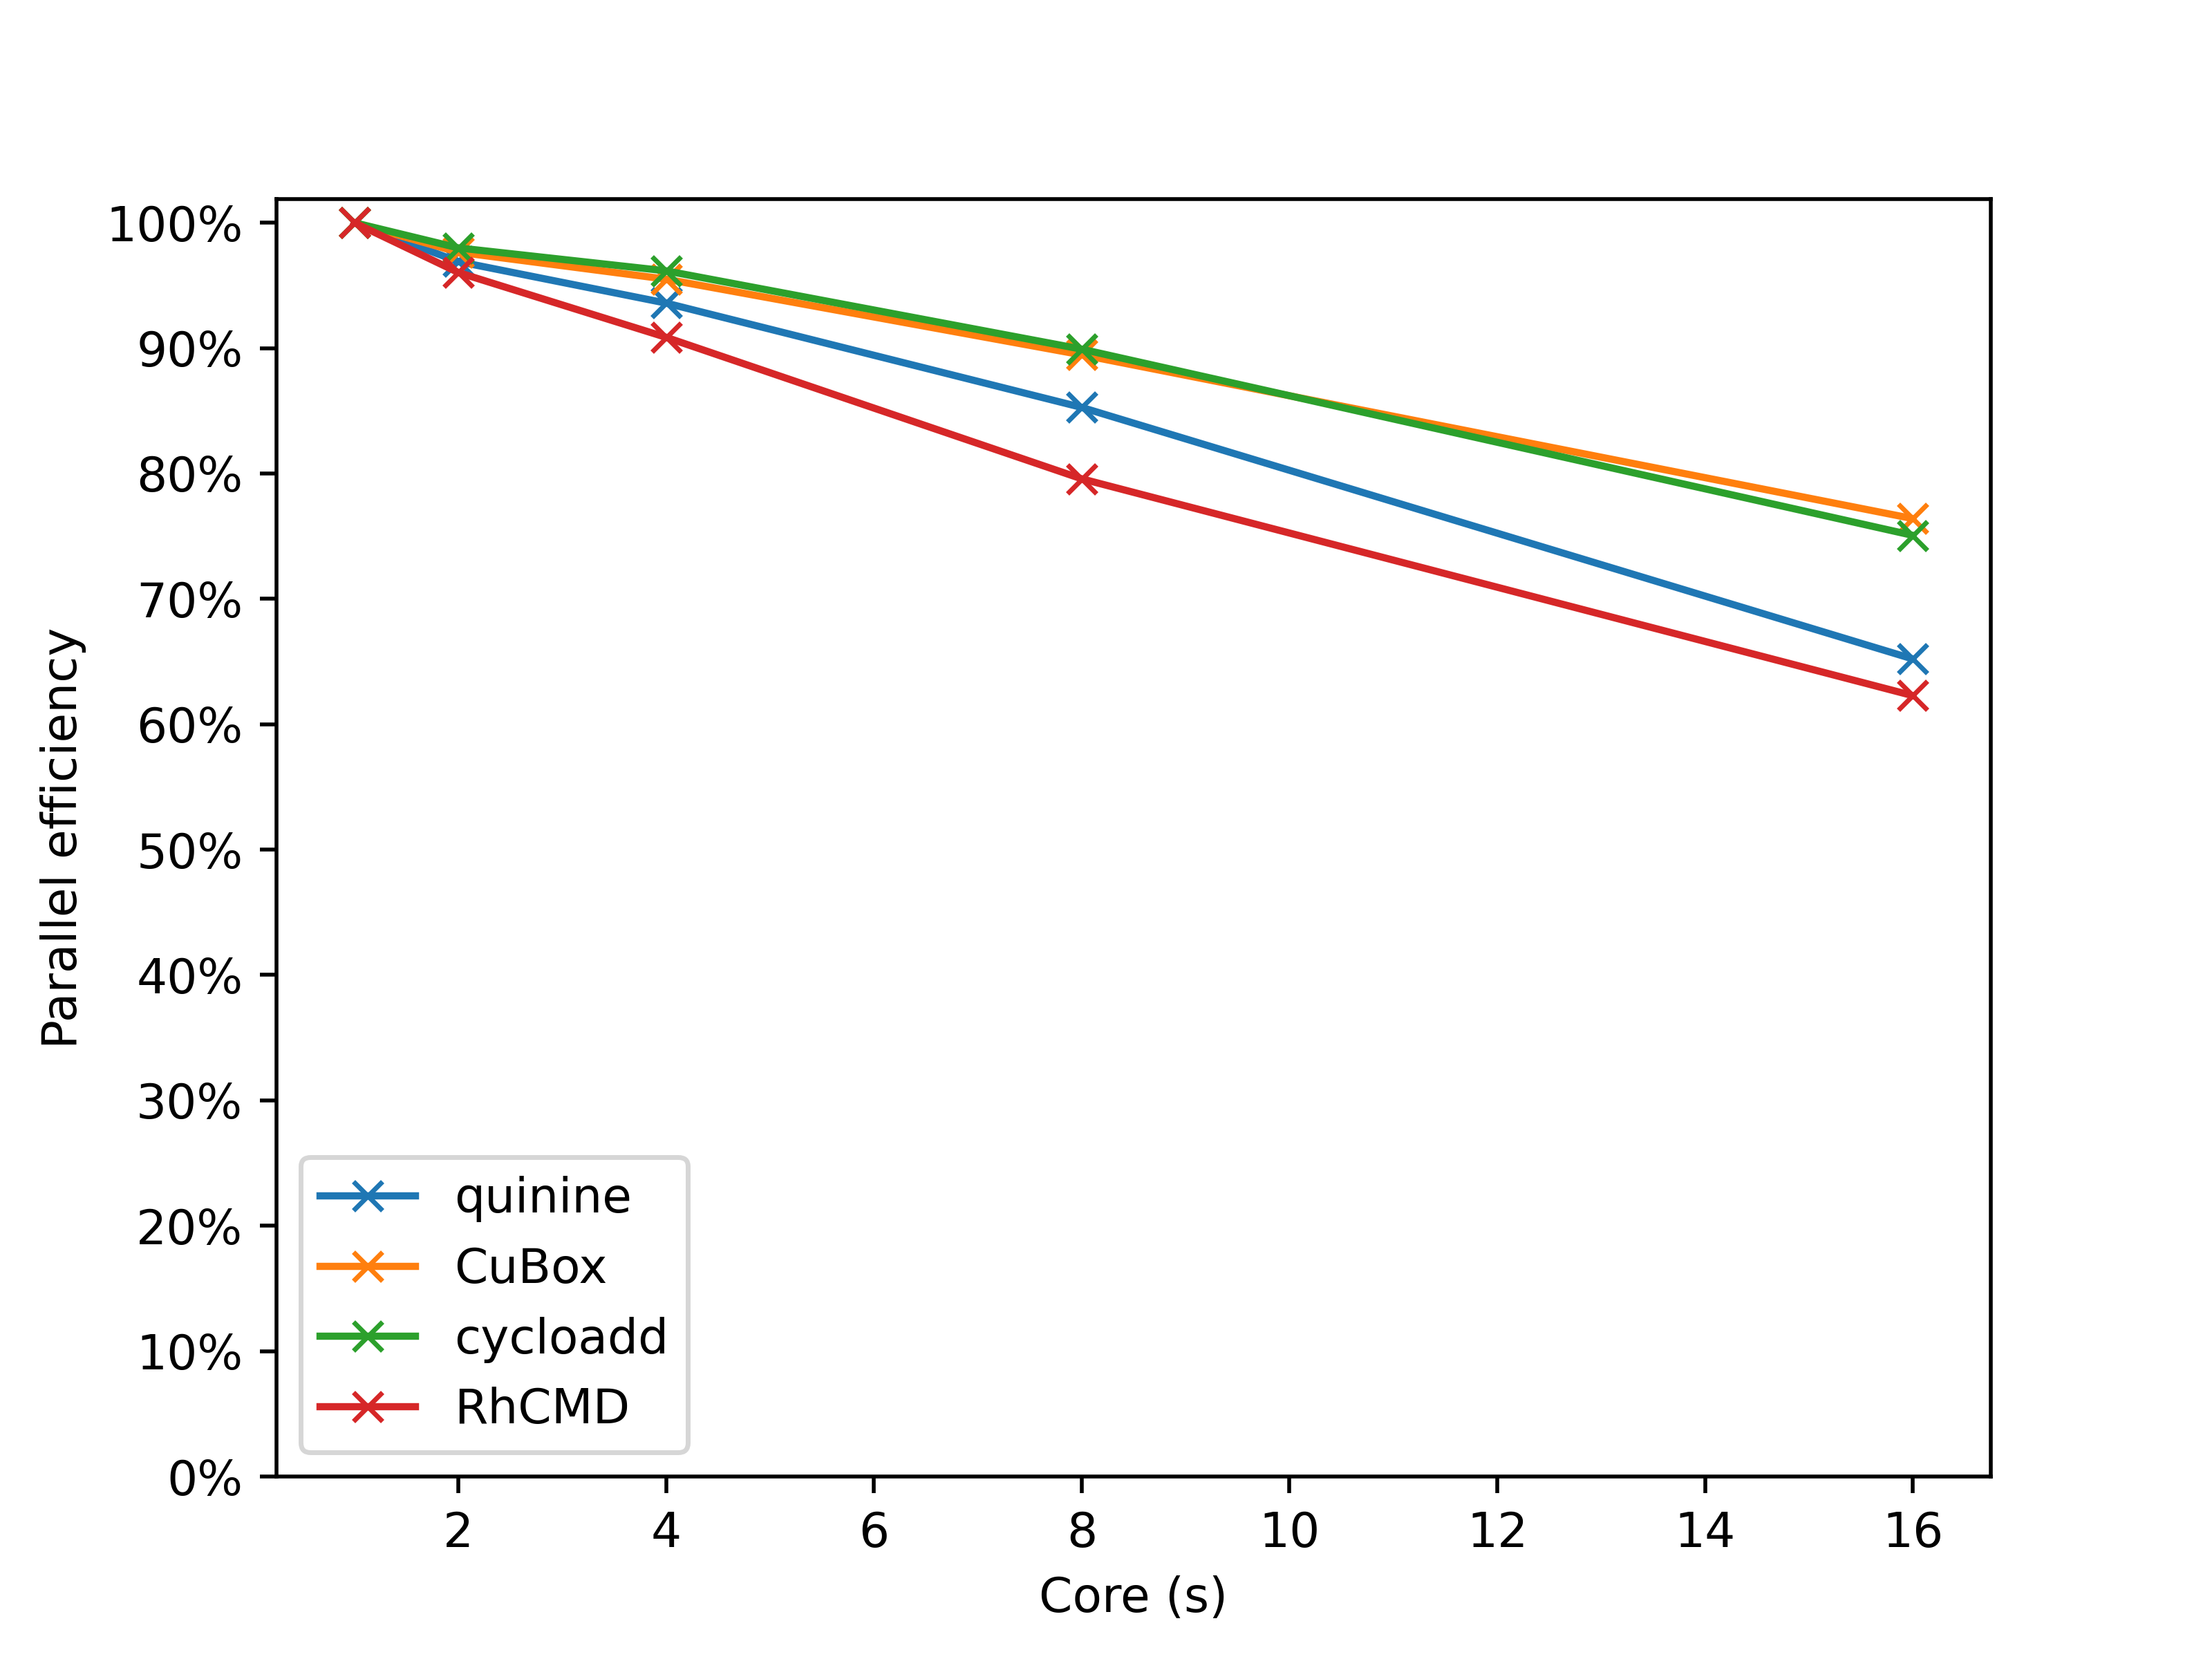 100%
90%
80%
70%
60%
50%
40%
30%
20%
10%
0%
Parallel efficiency
quinine
CuBox
cycloadd
RhCMD
2 4 6 8 10 12 14 16
Core (s)